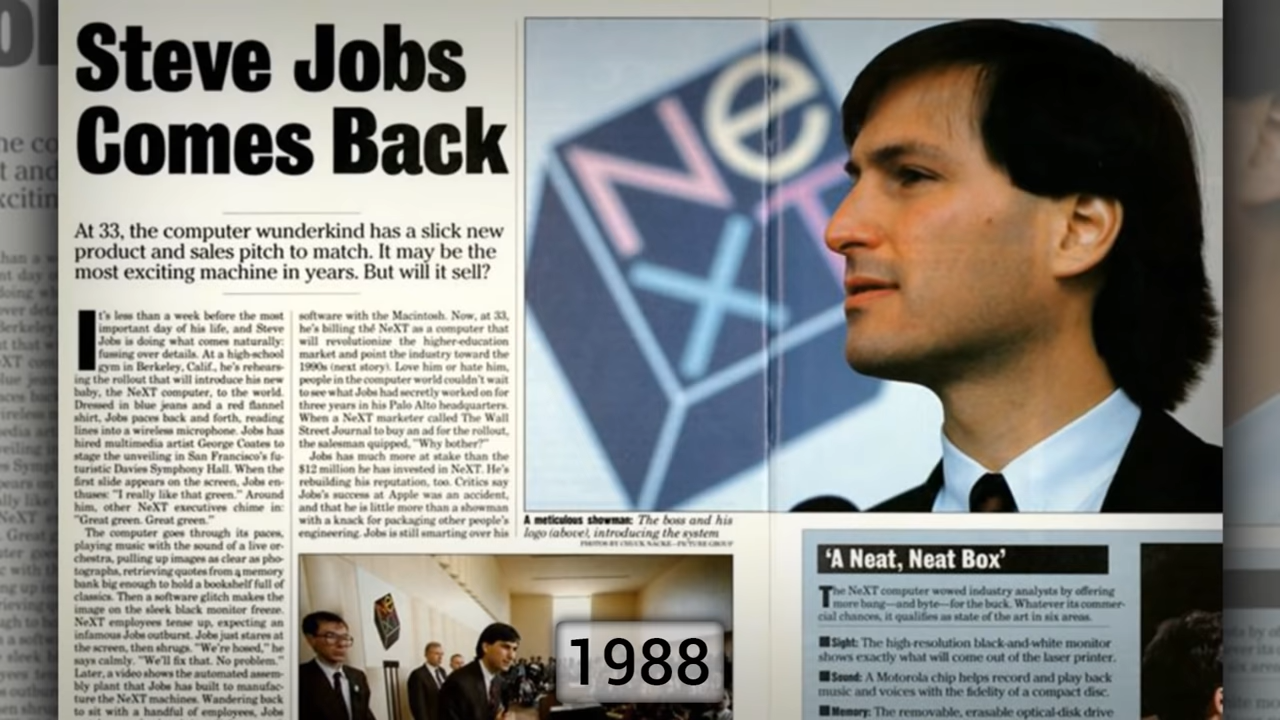 Steve Jobs
Comes Back
At 33, the computer wunderkind has a slick new
product and sales pitch to match. It may be the
most exciting machine in years. But will it sell?
It's less than a week before the most
important day of his life, and Steve
Jobs is doing what comes naturally:
fussing over details. At a high-school
gym in Berkeley, Calif., he's rehears-
ing the rollout that will introduce his new
baby, the NeXT computer, to the world.
Dressed in blue jeans and a red flannel
shirt, Jobs paces back and forth, reading
lines into a wireless microphone. Jobs has
hired multimedia artist George Coates to
stage the unveiling in San Francisco's fu-
turistic Davies Symphony Hall. When the
first slide appears on the screen, Jobs en-
thuses: "I really like that green." Around
him, other NeXT executives chime in:
"Great green. Great green."
The computer goes through its paces,
playing music with the sound of a live or-
chestra, pulling up images as clear as pho-
tographs, retrieving quotes from a memory
bank big enough to hold a bookshelf full of
classics. Then a software glitch makes the
image on the sleek black monitor freeze.
NeXT employees tense up, expecting an
infamous Jobs outburst. Jobs just stares at
the screen, then shrugs. "We're hosed," he
says calmly. "We'll fix that. No problem."
Later, a video shows the automated assem-
bly plant that Jobs has built to manufac-
ture the NeXT machines. Wandering back
to sit with a handful of employees, Jobs
software with the Macintosh. Now, at 33,
he's billing the NeXT as a computer that
will revolutionize the higher-education
market and point the industry toward the
1990s (next story). Love him or hate him,
people in the computer world couldn't wait
to see what Jobs had secretly worked on for
three years in his Palo Alto headquarters.
When a NeXT marketer called The Wall
Street Journal to buy an ad for the rollout,
the salesman quipped, "Why bother?"
Jobs has much more at stake than the
$12 million he has invested in NeXT. He's
rebuilding his reputation, too. Critics say
Jobs's success at Apple was an accident,
and that he is little more than a showman
with a knack for packaging other people's
engineering. Jobs is still smarting over his
NeXT
A meticulous showman: The boss and his
logo (above), introducing the system
PHOTOS BY CHUCK NACKE—PICTURE GROUP
'A Neat, Neat Box'
The NeXT computer wowed industry analysts by offering
more bang—and byte—for the buck. Whatever its commer-
cial chances, it qualifies as state of the art in six areas.
Sight: The high-resolution black-and-white monitor
shows exactly what will come out of the laser printer.
Sound: A Motorola chip helps record and play back
music and voices with the fidelity of a compact disc.
Memory: The removable, erasable optical-disk drive
1988